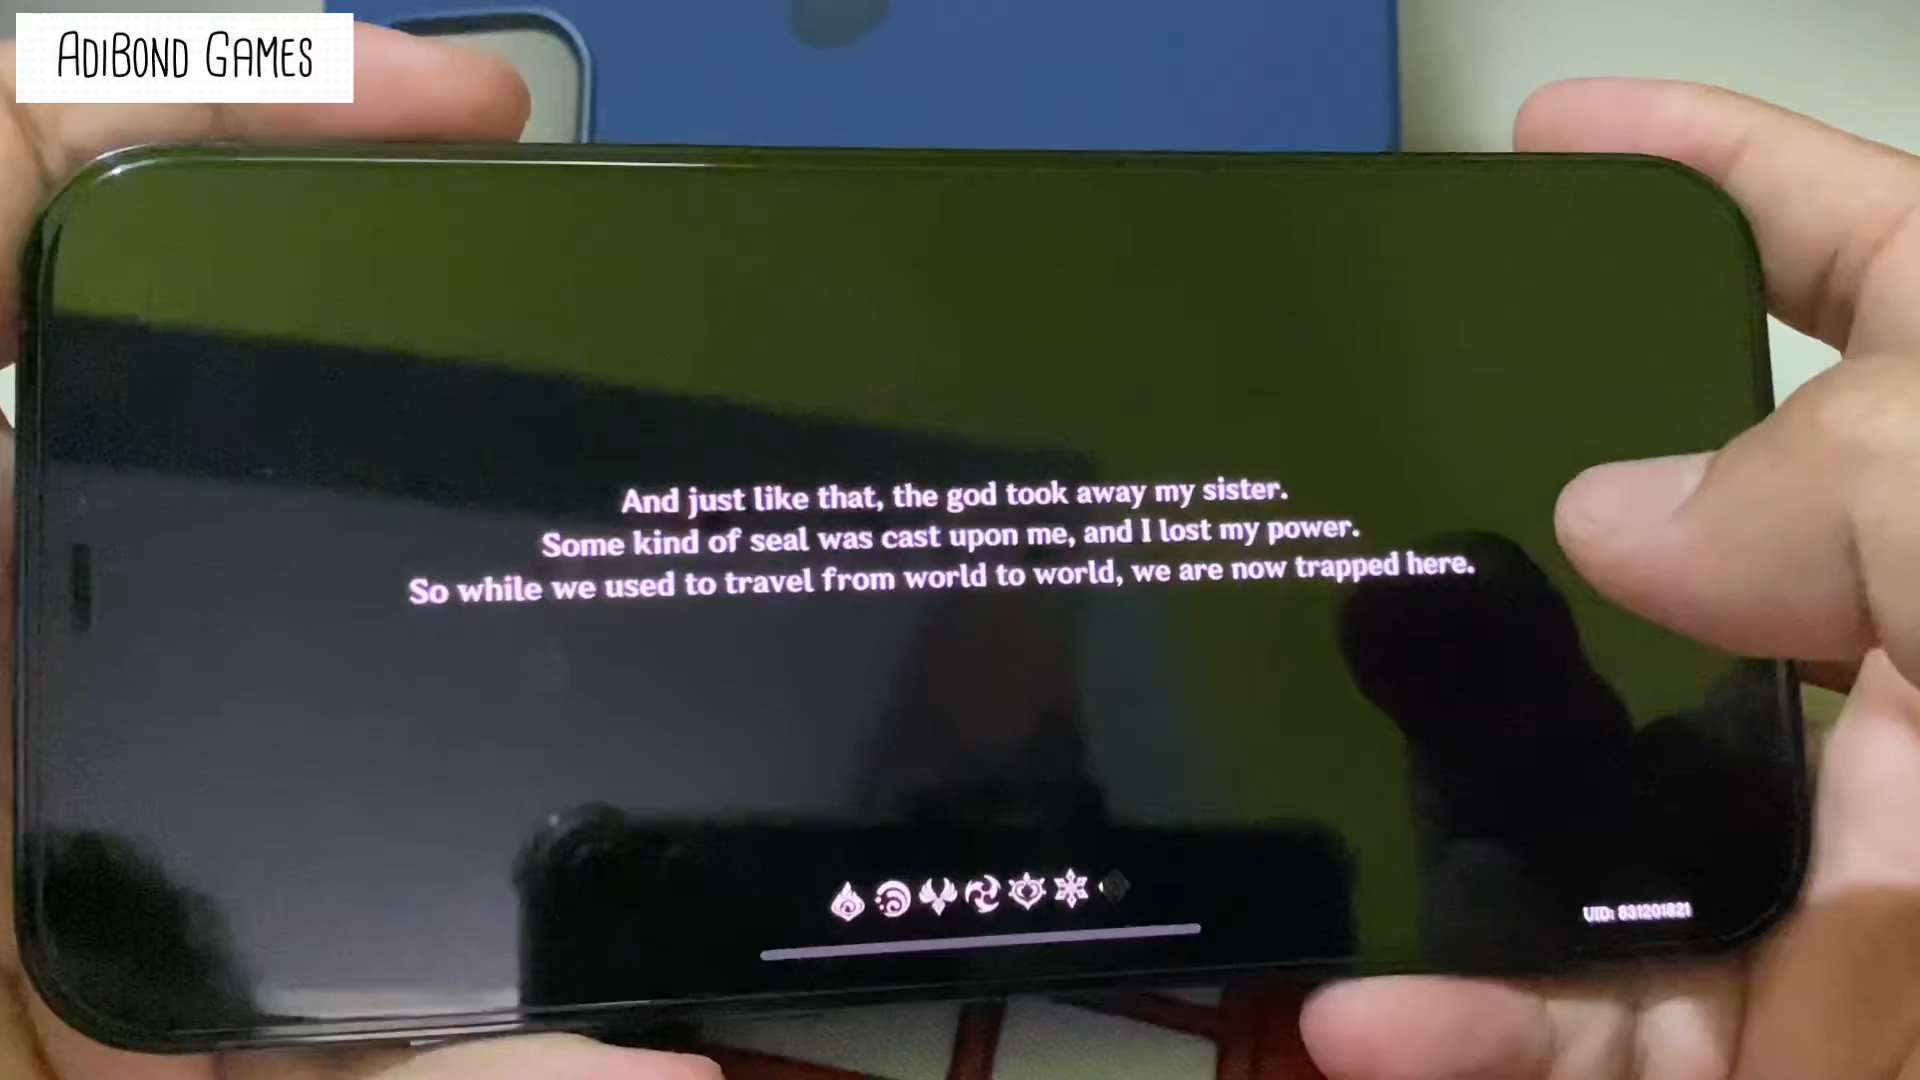 ADIBOND GAMES
And just like that, the god took away my sister.
Some kind of seal was cast upon me, and I lost my power.
So while we used to travel from world to world, we are now trapped here.
UID: 831201821